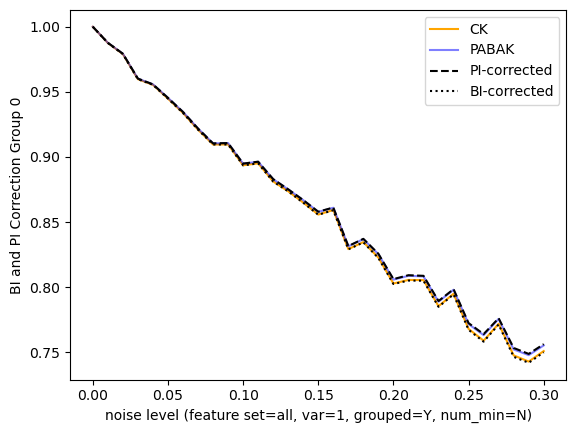 1.00
0.95
0.90
0.85
0.80
0.75
BI and PI Correction Group 0
CK
PABAK
PI-corrected
BI-corrected
0.00 0.05 0.10 0.15 0.20 0.25 0.30
noise level (feature set=all, var=1, grouped=Y, num_min=N)